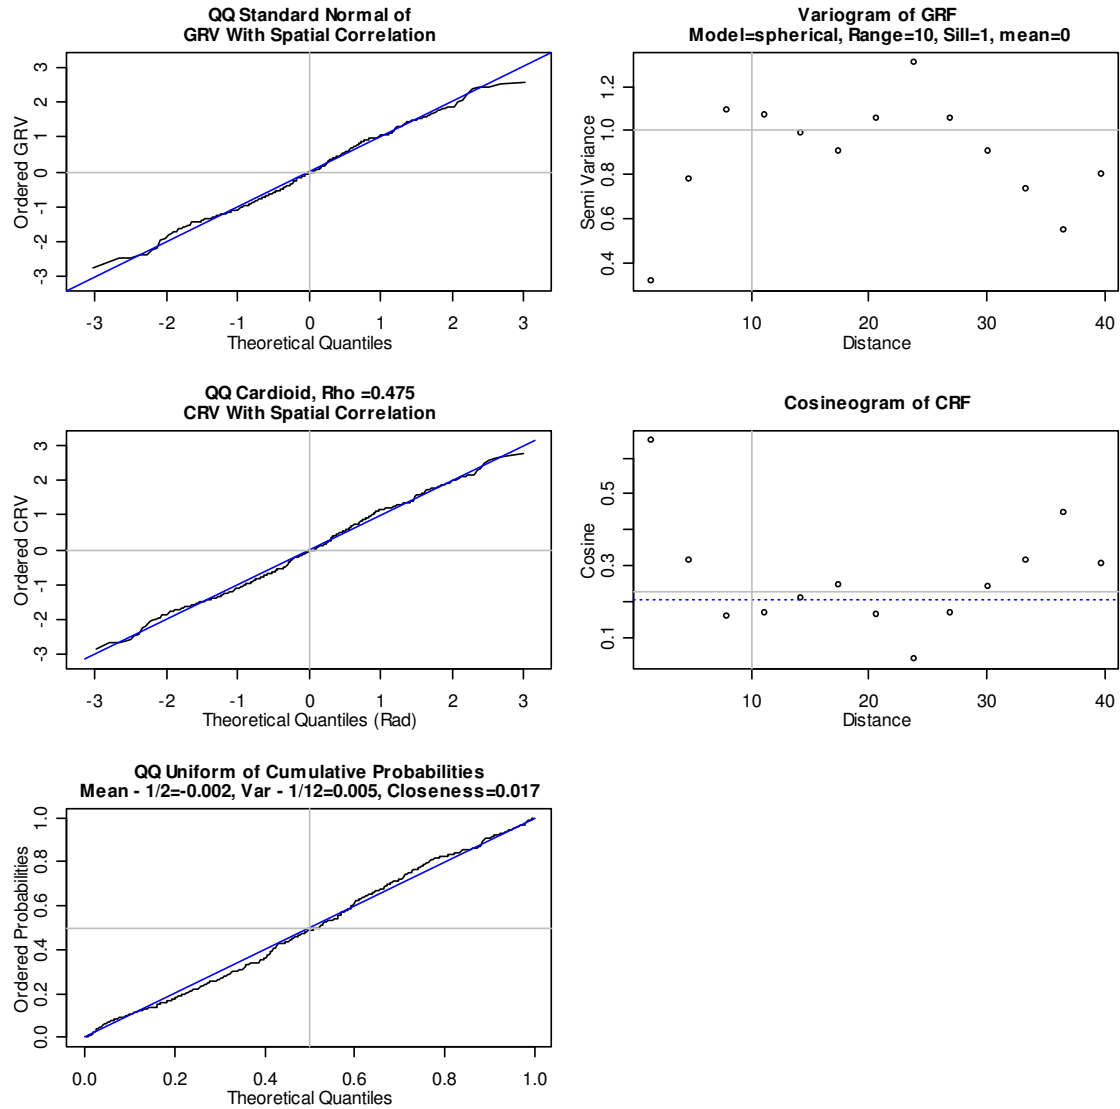 QQ Standard Normal of
GRV With Spatial Correlation
Ordered GRV
3
2
1
0
-1
-2
-3
-3 -2 -1 0 1 2 3
Theoretical Quantiles
Variogram of GRF
Model=spherical, Range=10, Sill=1, mean=0
Semi Variance
1.2
1.0
0.8
0.6
0.4
10 20 30 40
Distance
QQ Cardioid, Rho =0.475
CRV With Spatial Correlation
Ordered CRV
3
2
1
0
-1
-2
-3
-3 -2 -1 0 1 2 3
Theoretical Quantiles (Rad)
Cosineogram of CRF
Cosine
0.5
0.3
0.1
10 20 30 40
Distance
QQ Uniform of Cumulative Probabilities
Mean - 1/2=-0.002, Var - 1/12=0.005, Closeness=0.017
Ordered Probabilities
1.0
0.8
0.6
0.4
0.2
0.0
0.0 0.2 0.4 0.6 0.8 1.0
Theoretical Quantiles